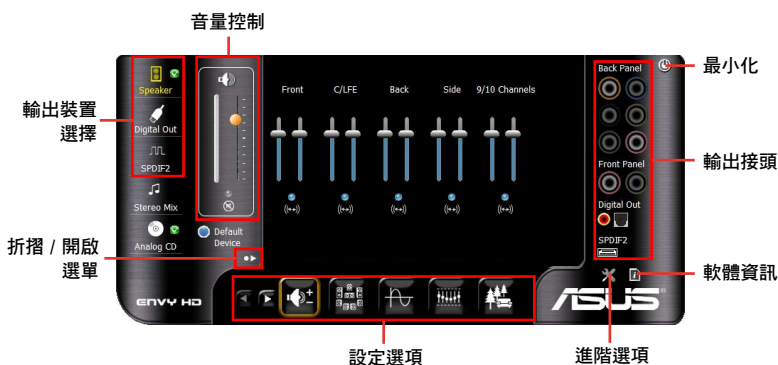 音量控制
最小化
輸出裝置
選擇
輸出接頭
折摺 / 開啟
選單
軟體資訊
設定選項
進階選項
Speaker
Digital Out
SPDIF2
Stereo Mix
Analog CD
Default
Device
Front
C/LFE
Back
Side
9/10 Channels
Back Panel
Front Panel
Digital Out
SPDIF2
ENVY HD
ASUS